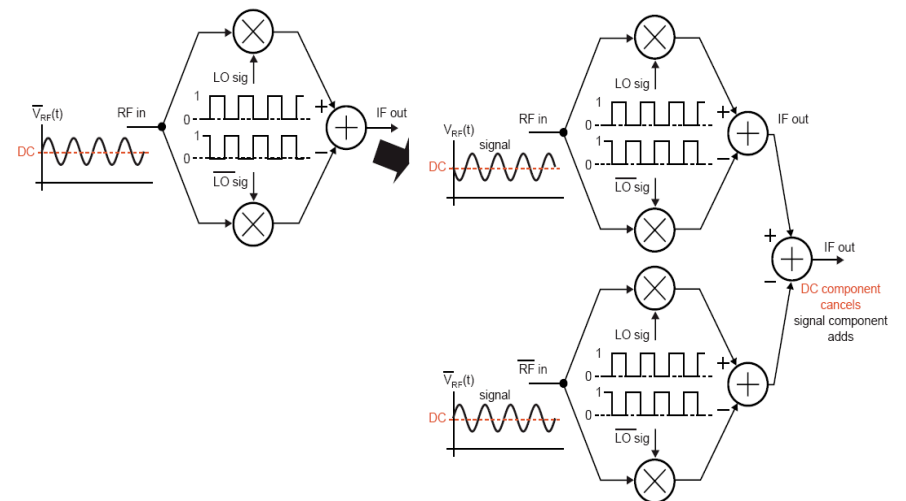 LO sig
1
0
+
V̅RF(t)
RF in
IF out
DC
1
0
−
L̅O̅ sig
LO sig
1
0
+
IF out
VRF(t)
signal
RF in
DC
1
0
−
L̅O̅ sig
+
IF out
−
DC component
cancels
signal component
adds
LO sig
1
0
+
V̅RF(t)
signal
R̅F̅ in
DC
1
0
−
L̅O̅ sig